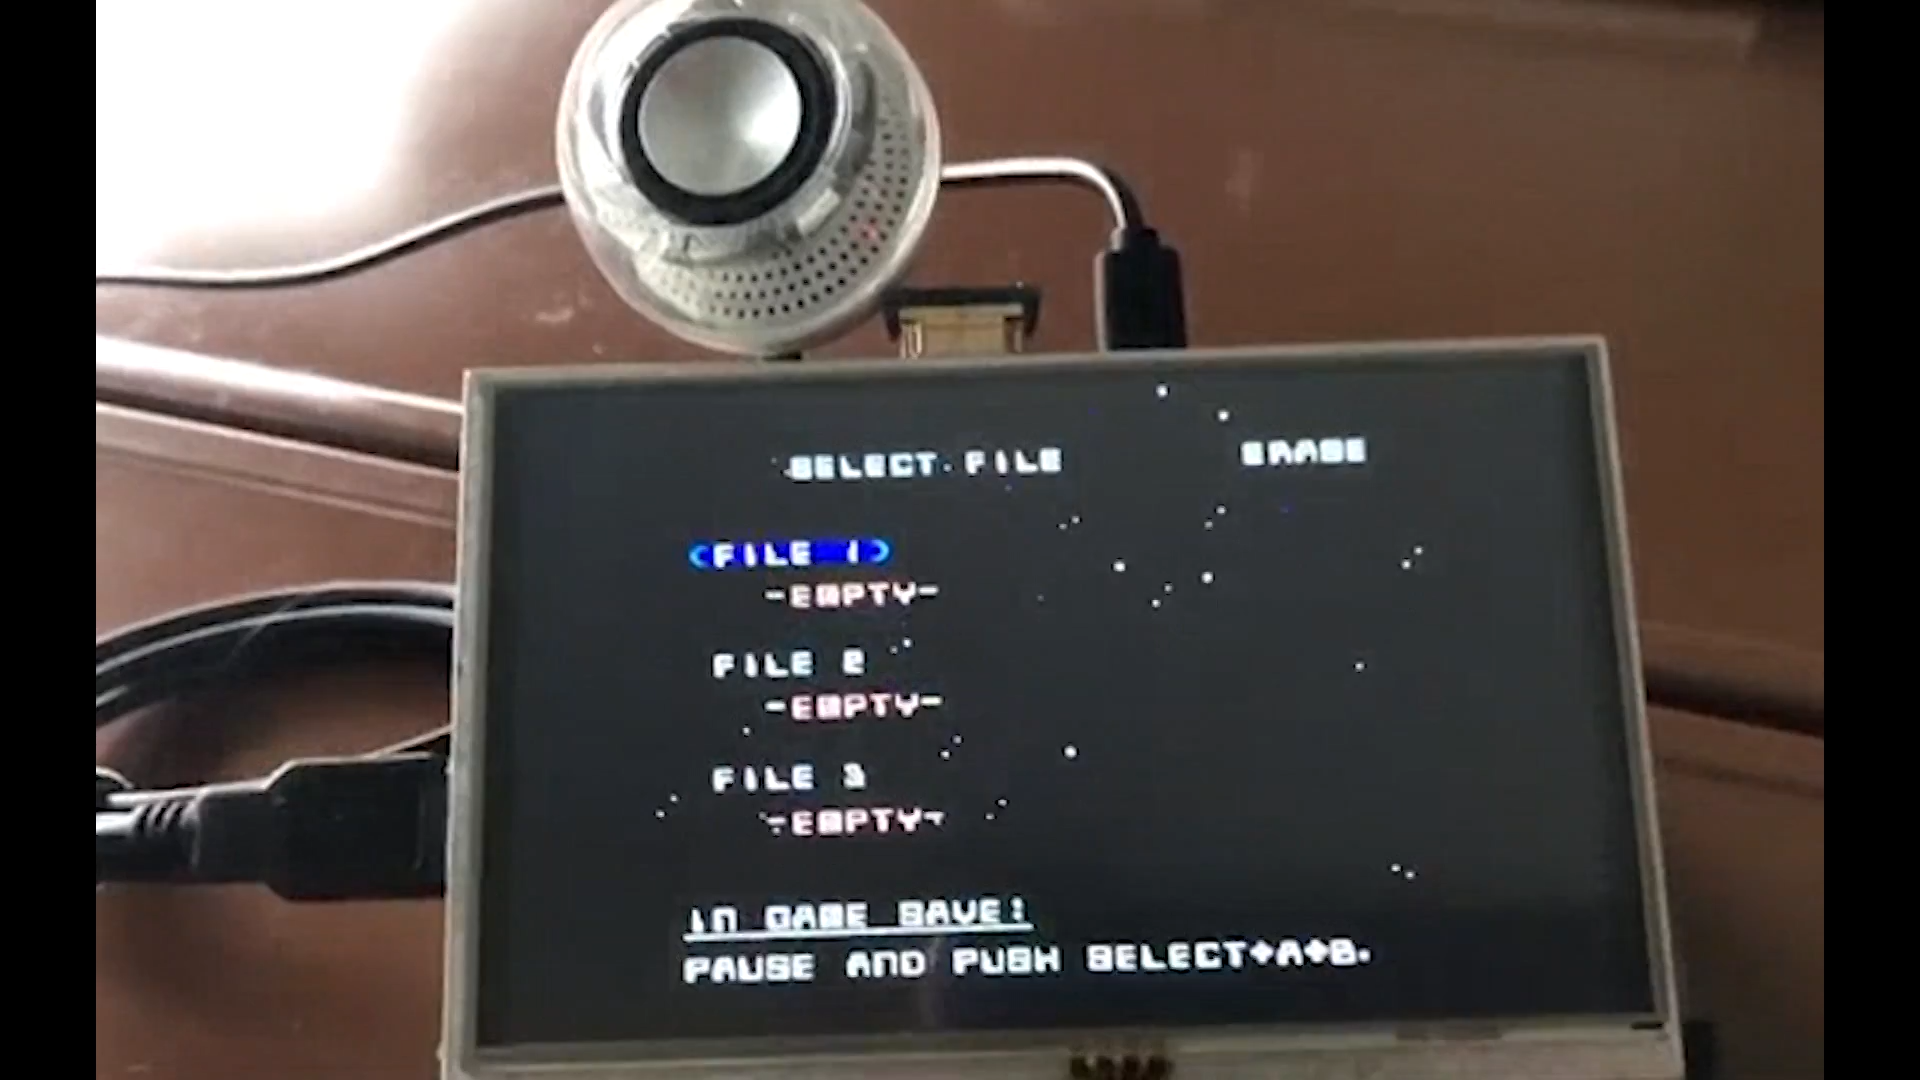 SELECT FILE ERASE
FILE 1
-EMPTY-
FILE 2
-EMPTY-
FILE 3
-EMPTY-
IN GAME SAVE:
PAUSE AND PUSH SELECT+A+B.